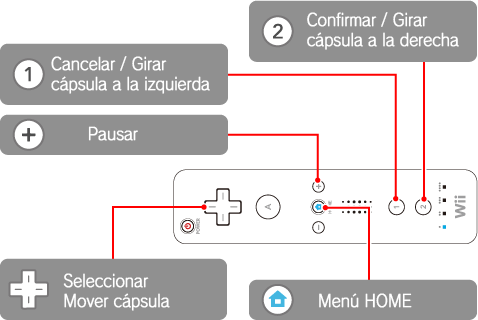 2
Confirmar / Girar
cápsula a la derecha
1
Cancelar / Girar
cápsula a la izquierda
+
Pausar
A
POWER
+
−
1
2
Wii
Seleccionar
Mover cápsula
Menú HOME